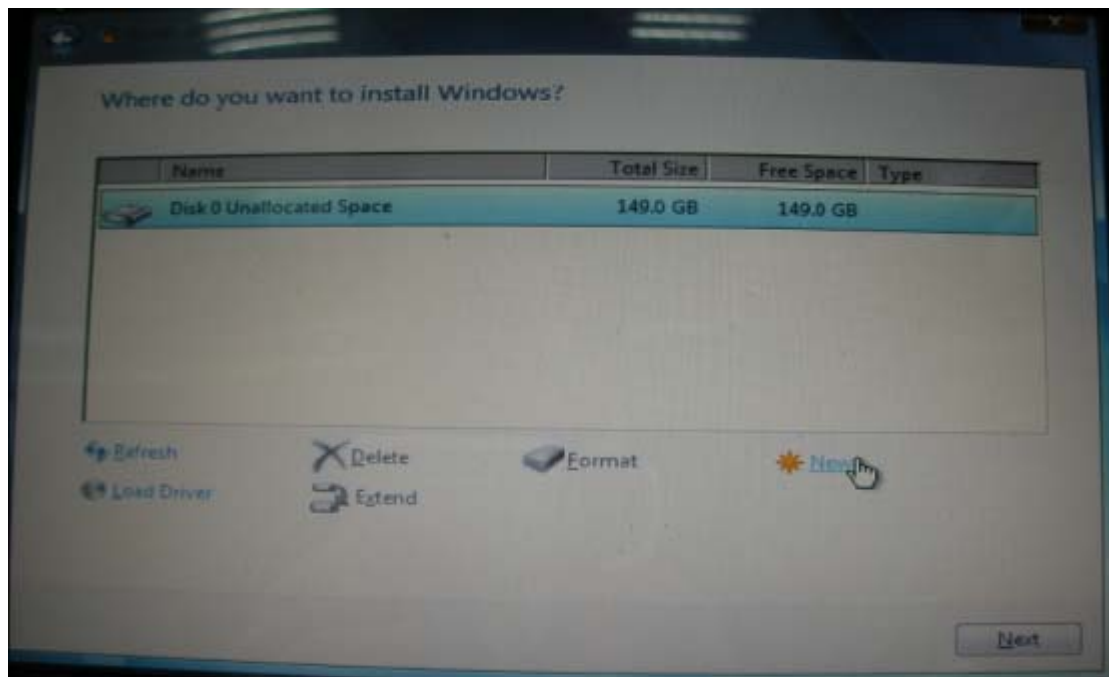 Where do you want to install Windows?
Name Total Size Free Space Type
Disk 0 Unallocated Space 149.0 GB 149.0 GB
Refresh Delete Format New
Load Driver Extend
Next